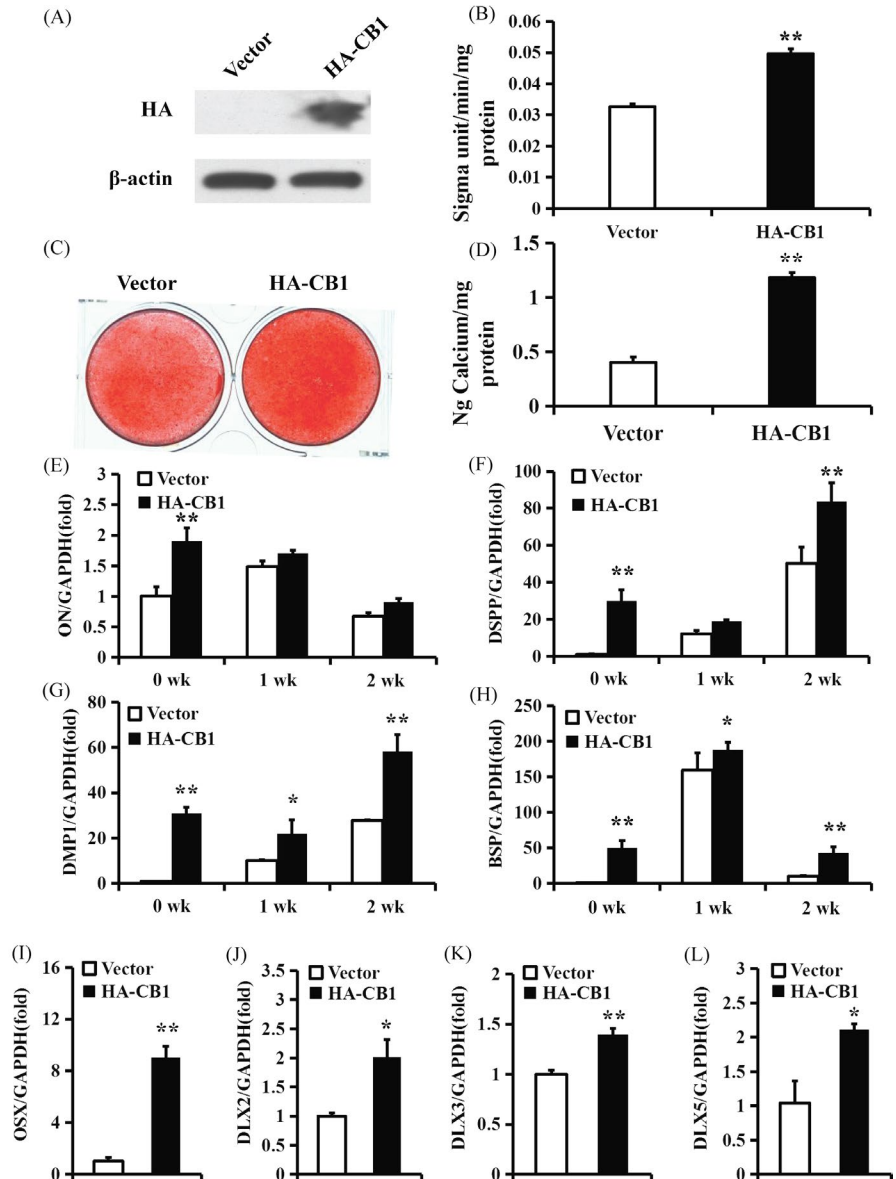 (A)
Vector
HA-CB1
HA
β-actin
(B)
Sigma unit/min/mg
protein
0.06
0.05
0.04
0.03
0.02
0.01
0
**
Vector
HA-CB1
(C)
Vector
HA-CB1
(D)
Ng Calcium/mg
protein
1.5
1
0.5
0
**
Vector
HA-CB1
(E)
ON/GAPDH(fold)
3
2.5
2
1.5
1
0.5
0
Vector
HA-CB1
**
0 wk
1 wk
2 wk
(F)
DSPP/GAPDH(fold)
100
80
60
40
20
0
Vector
HA-CB1
**
**
0 wk
1 wk
2 wk
(G)
DMP1/GAPDH(fold)
80
60
40
20
0
Vector
HA-CB1
**
*
**
0 wk
1 wk
2 wk
(H)
BSP/GAPDH(fold)
250
200
150
100
50
0
Vector
HA-CB1
**
*
**
0 wk
1 wk
2 wk
(I)
OSX/GAPDH(fold)
16
12
8
4
0
Vector
HA-CB1
**
(J)
DLX2/GAPDH(fold)
3.5
3
2.5
2
1.5
1
0.5
0
Vector
HA-CB1
*
(K)
DLX3/GAPDH(fold)
2
1.5
1
0.5
0
Vector
HA-CB1
**
(L)
DLX5/GAPDH(fold)
3
2.5
2
1.5
1
0.5
0
Vector
HA-CB1
*